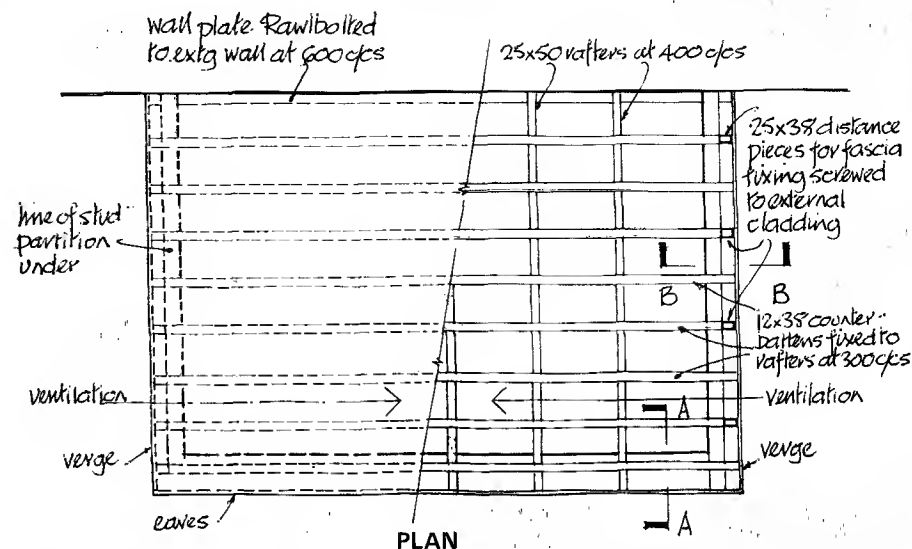 wall plate. Rawlbolted
to extg wall at 600 c/cs
25x50 rafters at 400 c/cs
25x38 distance
pieces for fascia
fixing screwed
to external
cladding
line of stud
partition
under
B
B
12x38 counter
battens fixed to
rafters at 300 c/cs
ventilation
ventilation
A
verge
verge
eaves
A
PLAN